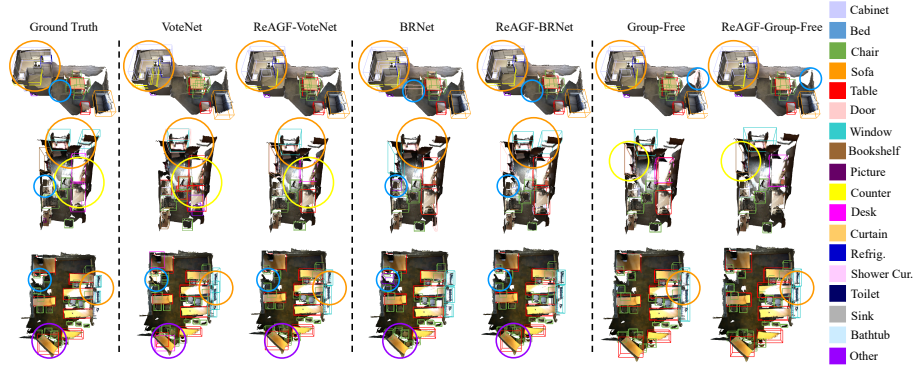 Ground Truth
VoteNet
ReAGF-VoteNet
BRNet
ReAGF-BRNet
Group-Free
ReAGF-Group-Free
Cabinet
Bed
Chair
Sofa
Table
Door
Window
Bookshelf
Picture
Counter
Desk
Curtain
Refrig.
Shower Cur.
Toilet
Sink
Bathtub
Other